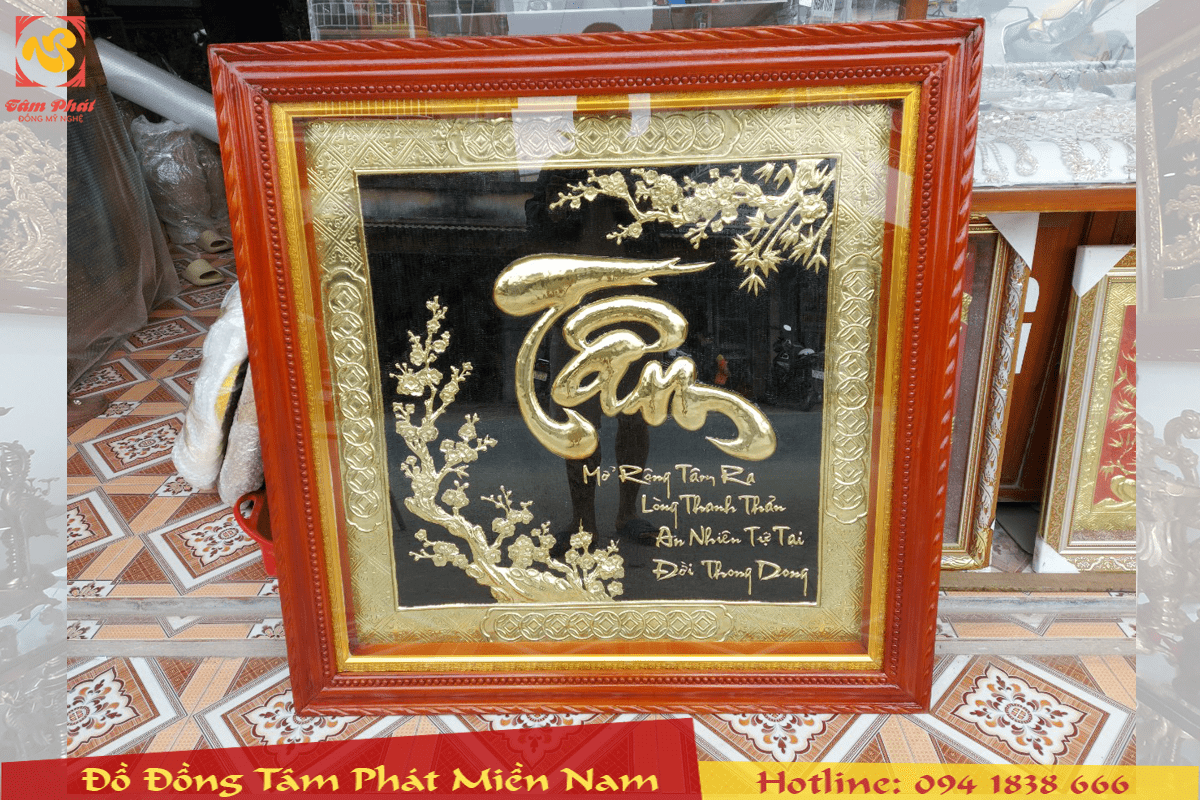 Tâm Phát
ĐỒNG MỸ NGHỆ
Tâm
Mở Rộng Tâm Ra
Lòng Thanh Thản
An Nhiên Tự Tại
Đời Thong Dong
Đồ Đồng Tâm Phát Miền Nam
Hotline: 094 1838 666